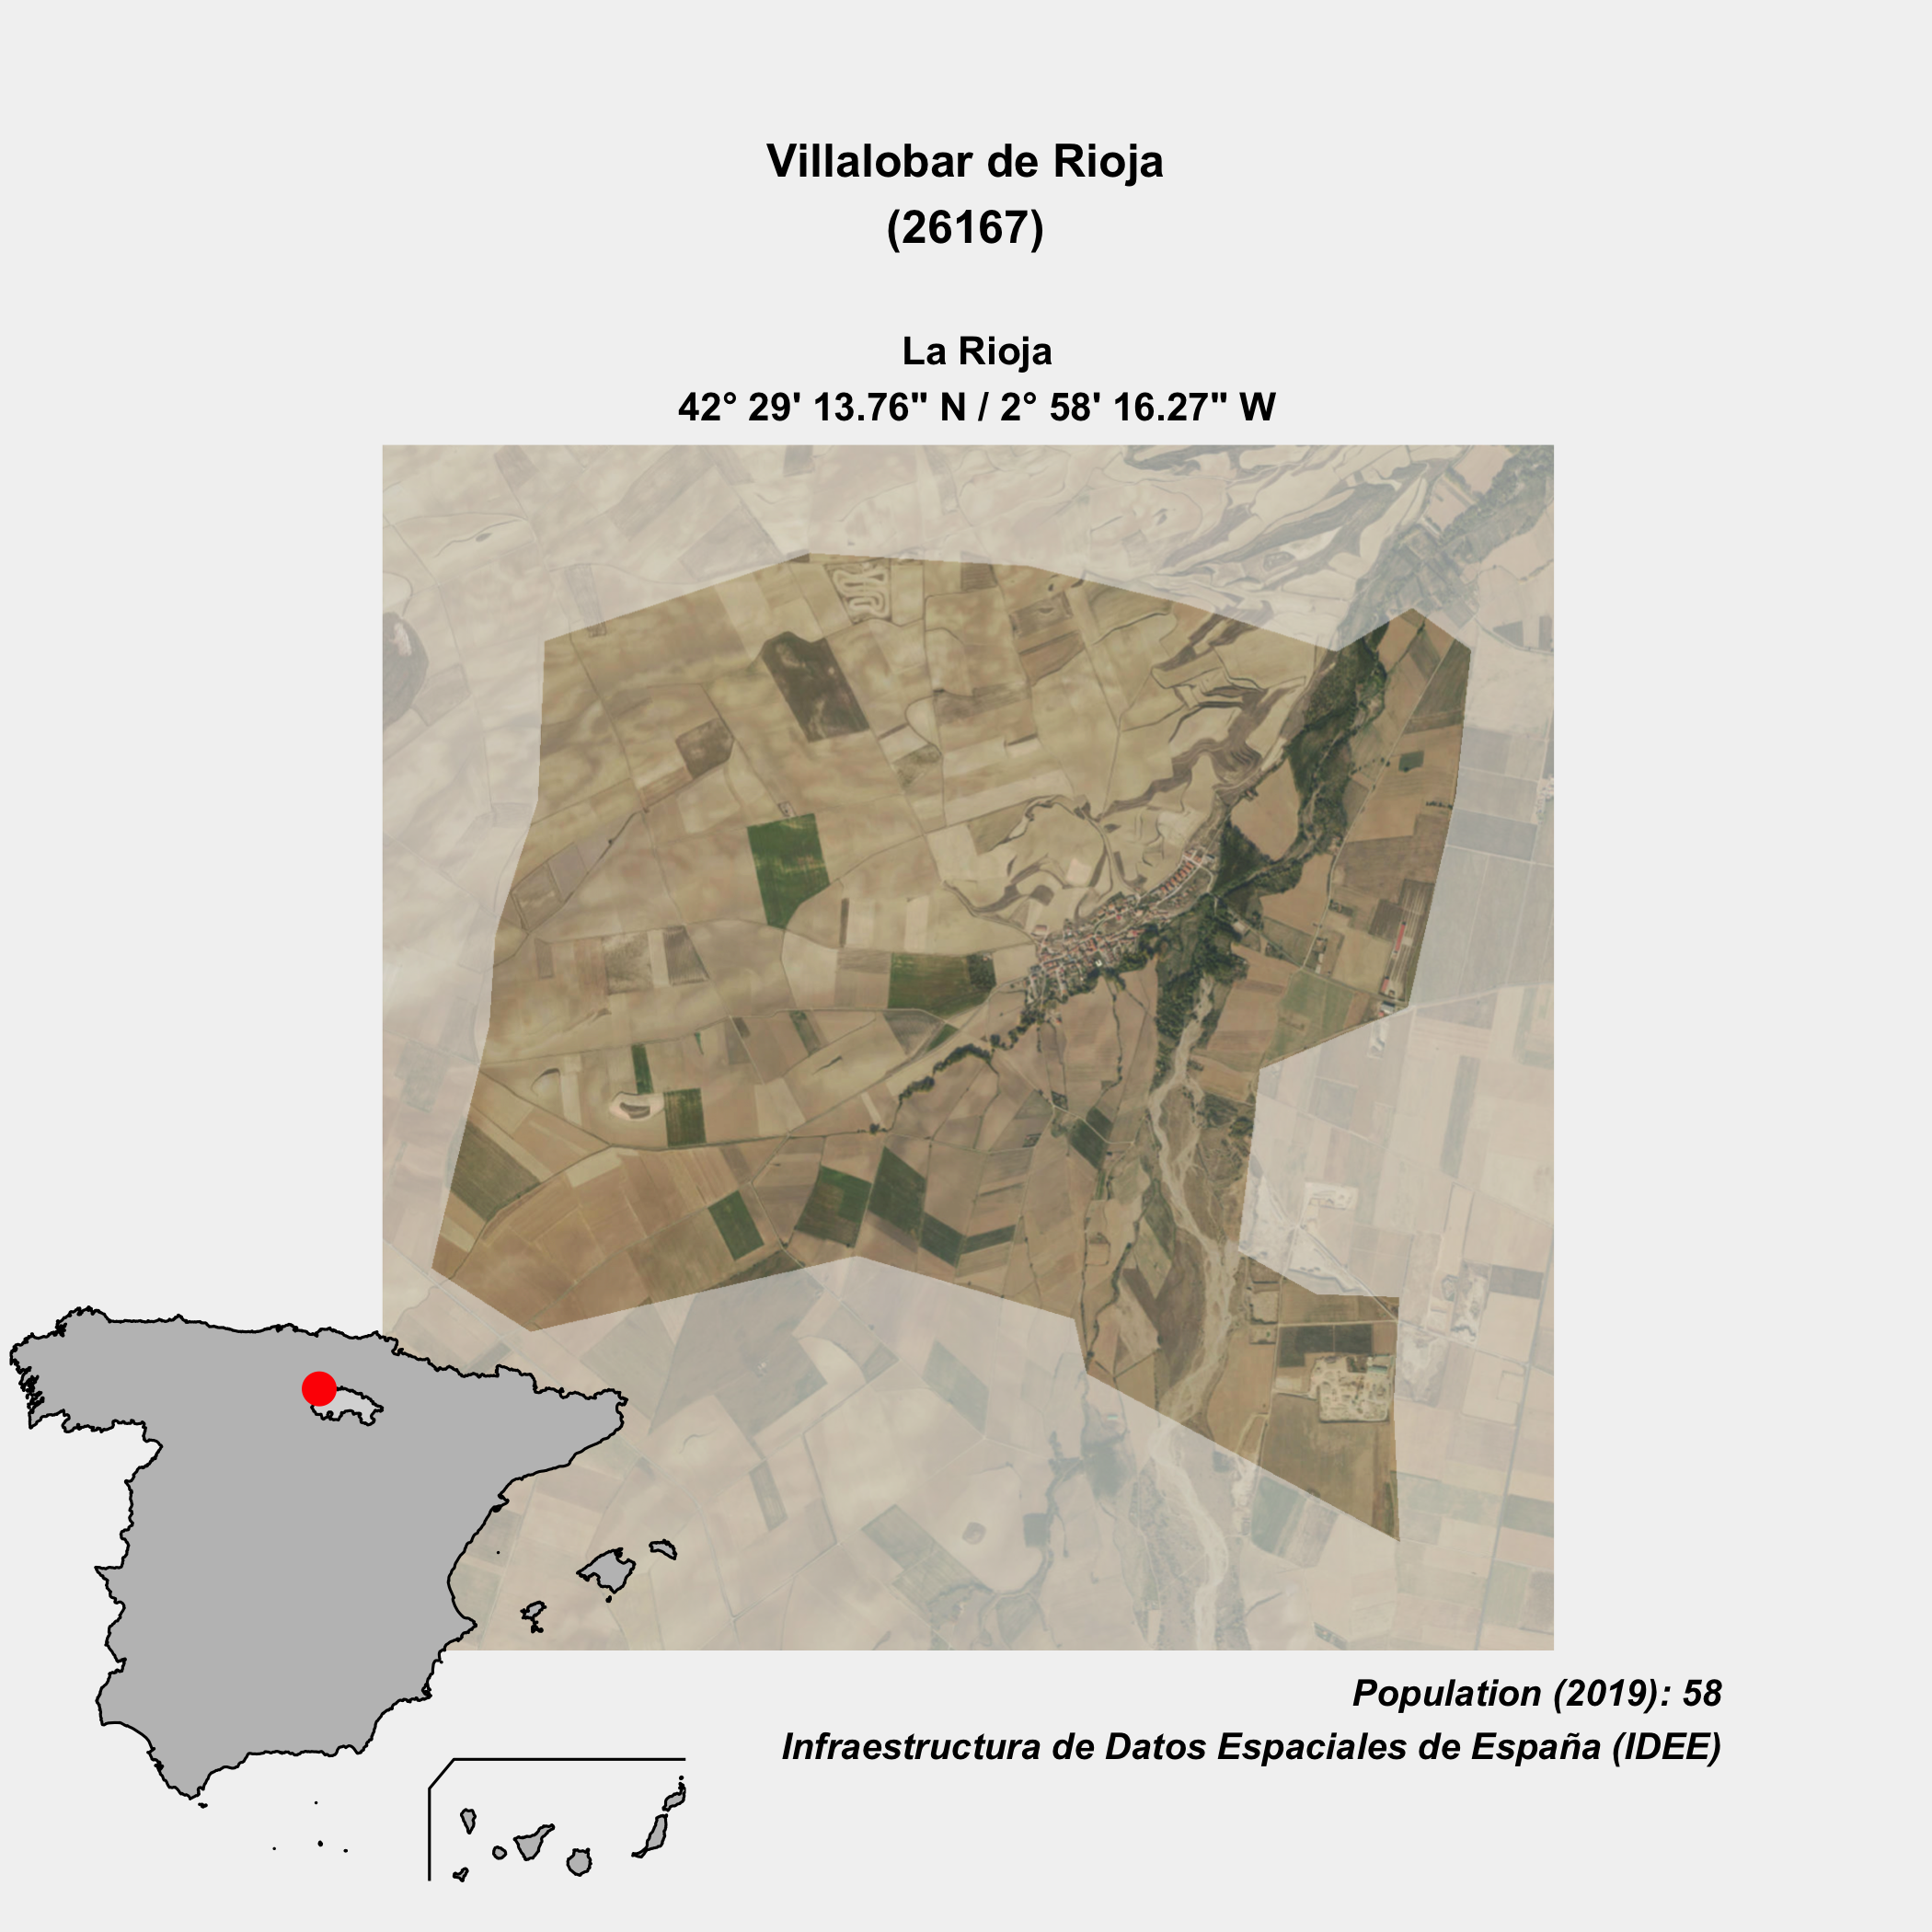 Villalobar de Rioja
(26167)
La Rioja
42° 29' 13.76" N / 2° 58' 16.27" W
Population (2019): 58
Infraestructura de Datos Espaciales de España (IDEE)